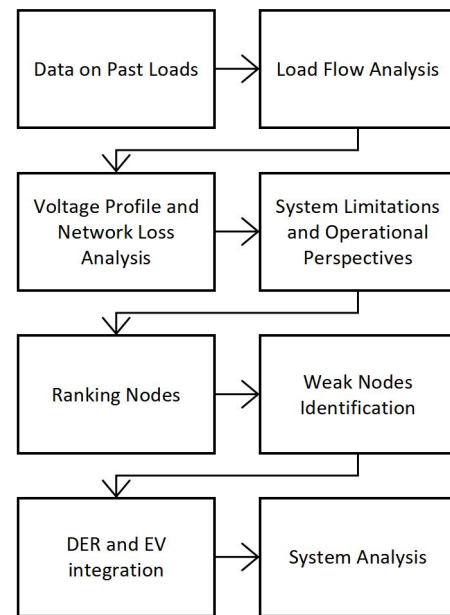 Data on Past Loads
Load Flow Analysis
Voltage Profile and
Network Loss
Analysis
System Limitations
and Operational
Perspectives
Ranking Nodes
Weak Nodes
Identification
DER and EV
integration
System Analysis